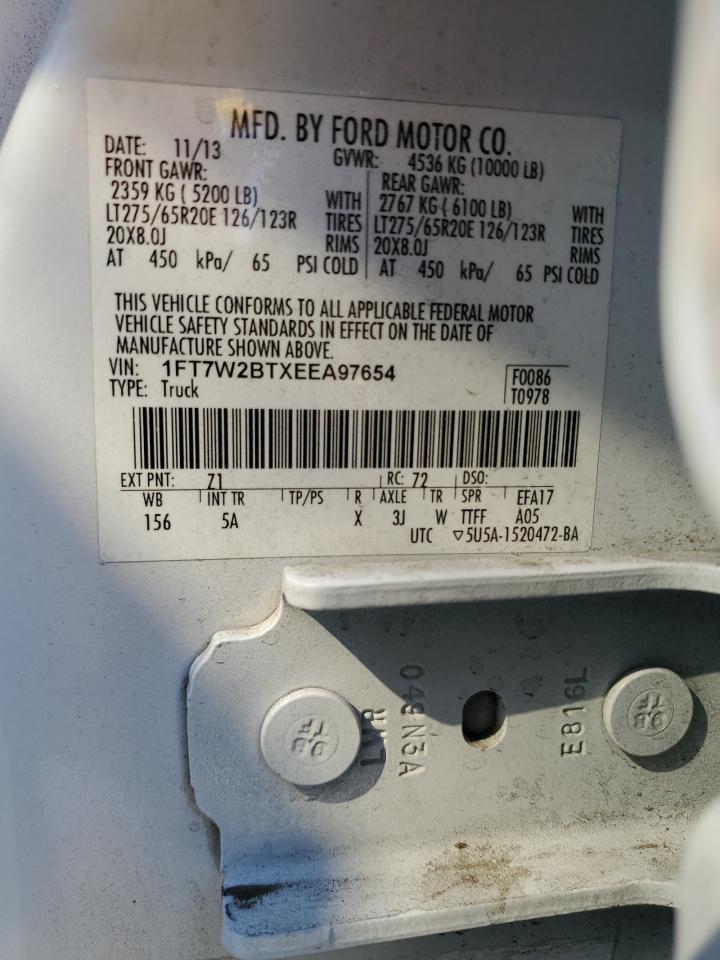 MFD. BY FORD MOTOR CO.
DATE: 11/13 GVWR: 4536 KG (10000 LB)
FRONT GAWR:
2359 KG ( 5200 LB) WITH
LT275/65R20E 126/123R TIRES
20X8.0J RIMS
AT 450 kPa/ 65 PSI COLD
REAR GAWR:
2767 KG ( 6100 LB) WITH
LT275/65R20E 126/123R TIRES
20X8.0J RIMS
AT 450 kPa/ 65 PSI COLD
THIS VEHICLE CONFORMS TO ALL APPLICABLE FEDERAL MOTOR
VEHICLE SAFETY STANDARDS IN EFFECT ON THE DATE OF
MANUFACTURE SHOWN ABOVE.
VIN: 1FT7W2BTXEEA97654
TYPE: Truck
F0086
T0978
EXT PNT: Z1 RC: 72 DSO:
WB INT TR TP/PS R AXLE TR SPR EFA17
156 5A X 3J W TTFF A05
UTC ▽5U5A-1520472-BA
049N3A
E816T